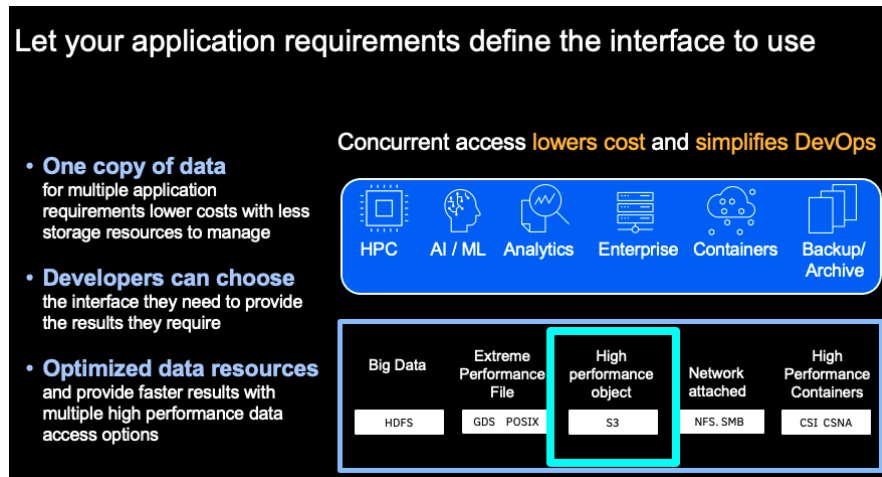 Let your application requirements define the interface to use
• One copy of data
for multiple application
requirements lower costs with less
storage resources to manage
• Developers can choose
the interface they need to provide
the results they require
• Optimized data resources
and provide faster results with
multiple high performance data
access options
Concurrent access lowers cost and simplifies DevOps
HPC
AI / ML
Analytics
Enterprise
Containers
Backup/
Archive
Big Data
HDFS
Extreme
Performance
File
GDS POSIX
High
performance
object
S3
Network
attached
NFS. SMB
High
Performance
Containers
CSI CSNA